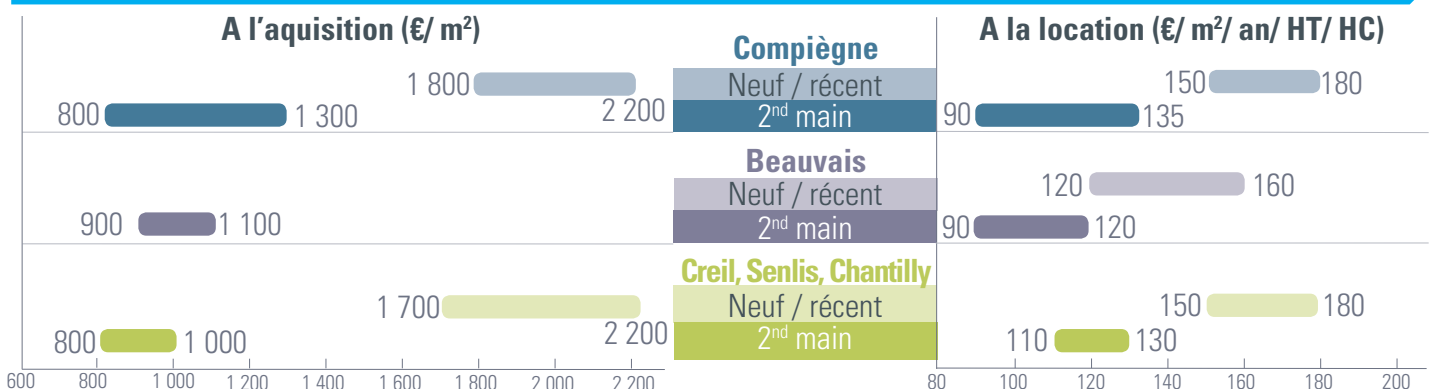 A l’aquisition (€/ m²)
A la location (€/ m²/ an/ HT/ HC)
Compiègne
1 800
2 200
Neuf / récent
150
180
800
1 300
2nd main
90
135
Beauvais
Neuf / récent
120
160
900
1 100
2nd main
90
120
Creil, Senlis, Chantilly
1 700
2 200
Neuf / récent
150
180
800
1 000
2nd main
110
130
600 800 1 000 1 200 1 400 1 600 1 800 2 000 2 200
80 100 120 140 160 180 200